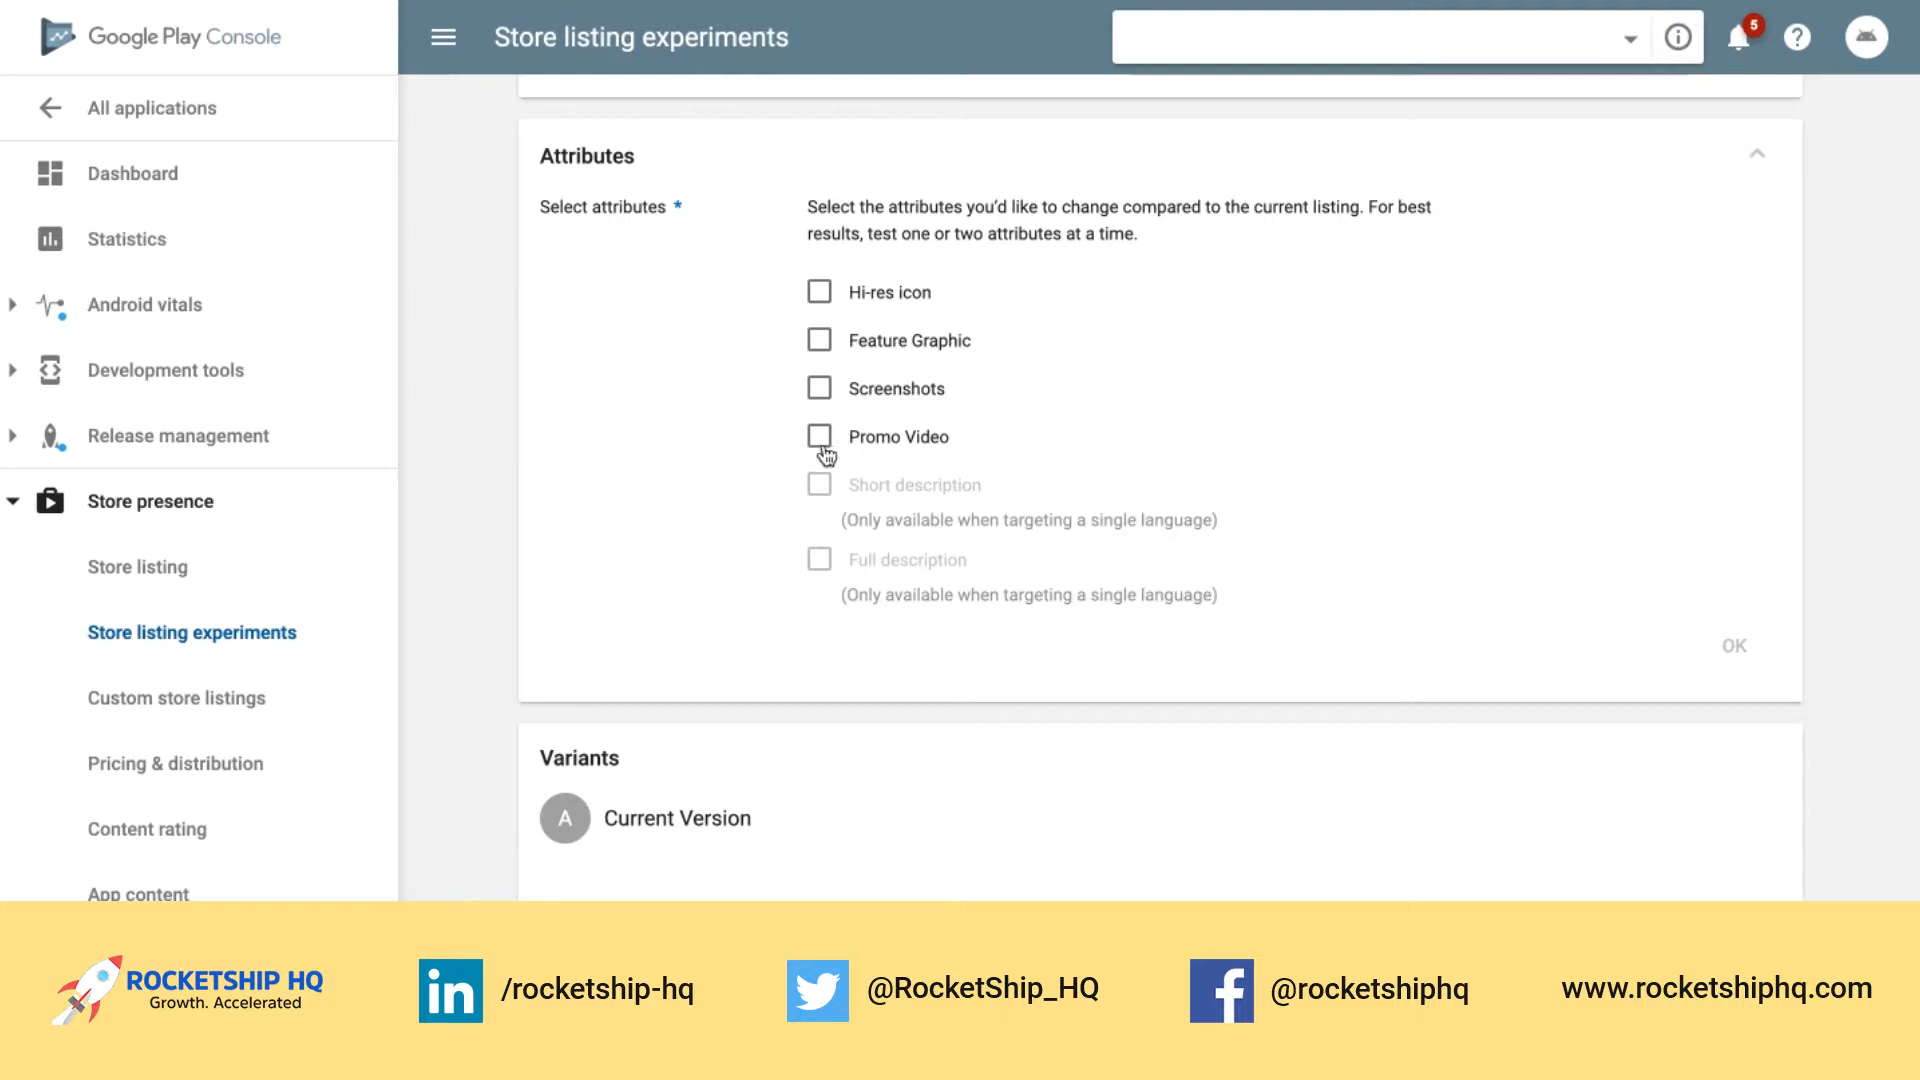 Google Play Console
Store listing experiments
5
All applications
Dashboard
Statistics
Android vitals
Development tools
Release management
Store presence
Store listing
Store listing experiments
Custom store listings
Pricing & distribution
Content rating
App content
Attributes
Select attributes *
Select the attributes you'd like to change compared to the current listing. For best
results, test one or two attributes at a time.
Hi-res icon
Feature Graphic
Screenshots
Promo Video
Short description
(Only available when targeting a single language)
Full description
(Only available when targeting a single language)
OK
Variants
A Current Version
ROCKETSHIP HQ
Growth. Accelerated
in /rocketship-hq
@RocketShip_HQ
f @rocketshiphq
www.rocketshiphq.com